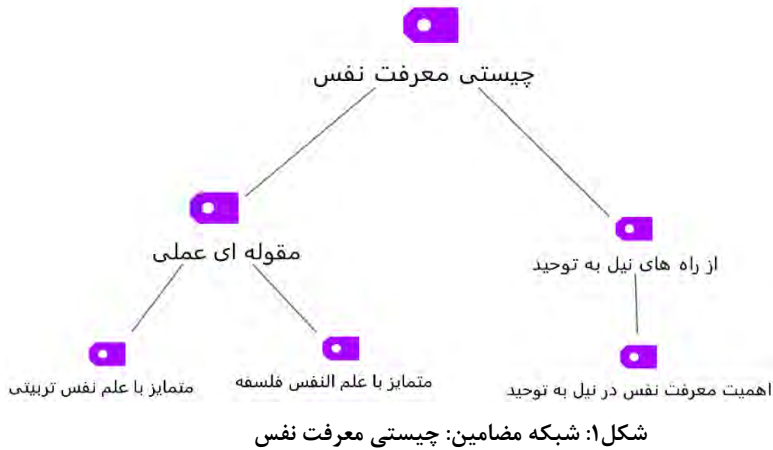 چیستی معرفت نفس
از راه های نیل به توحید
مقوله ای عملی
اهمیت معرفت نفس در نیل به توحید
متمایز با علم النفس فلسفه
متمایز با علم نفس تربیتی
شکل۱: شبکه مضامین: چیستی معرفت نفس